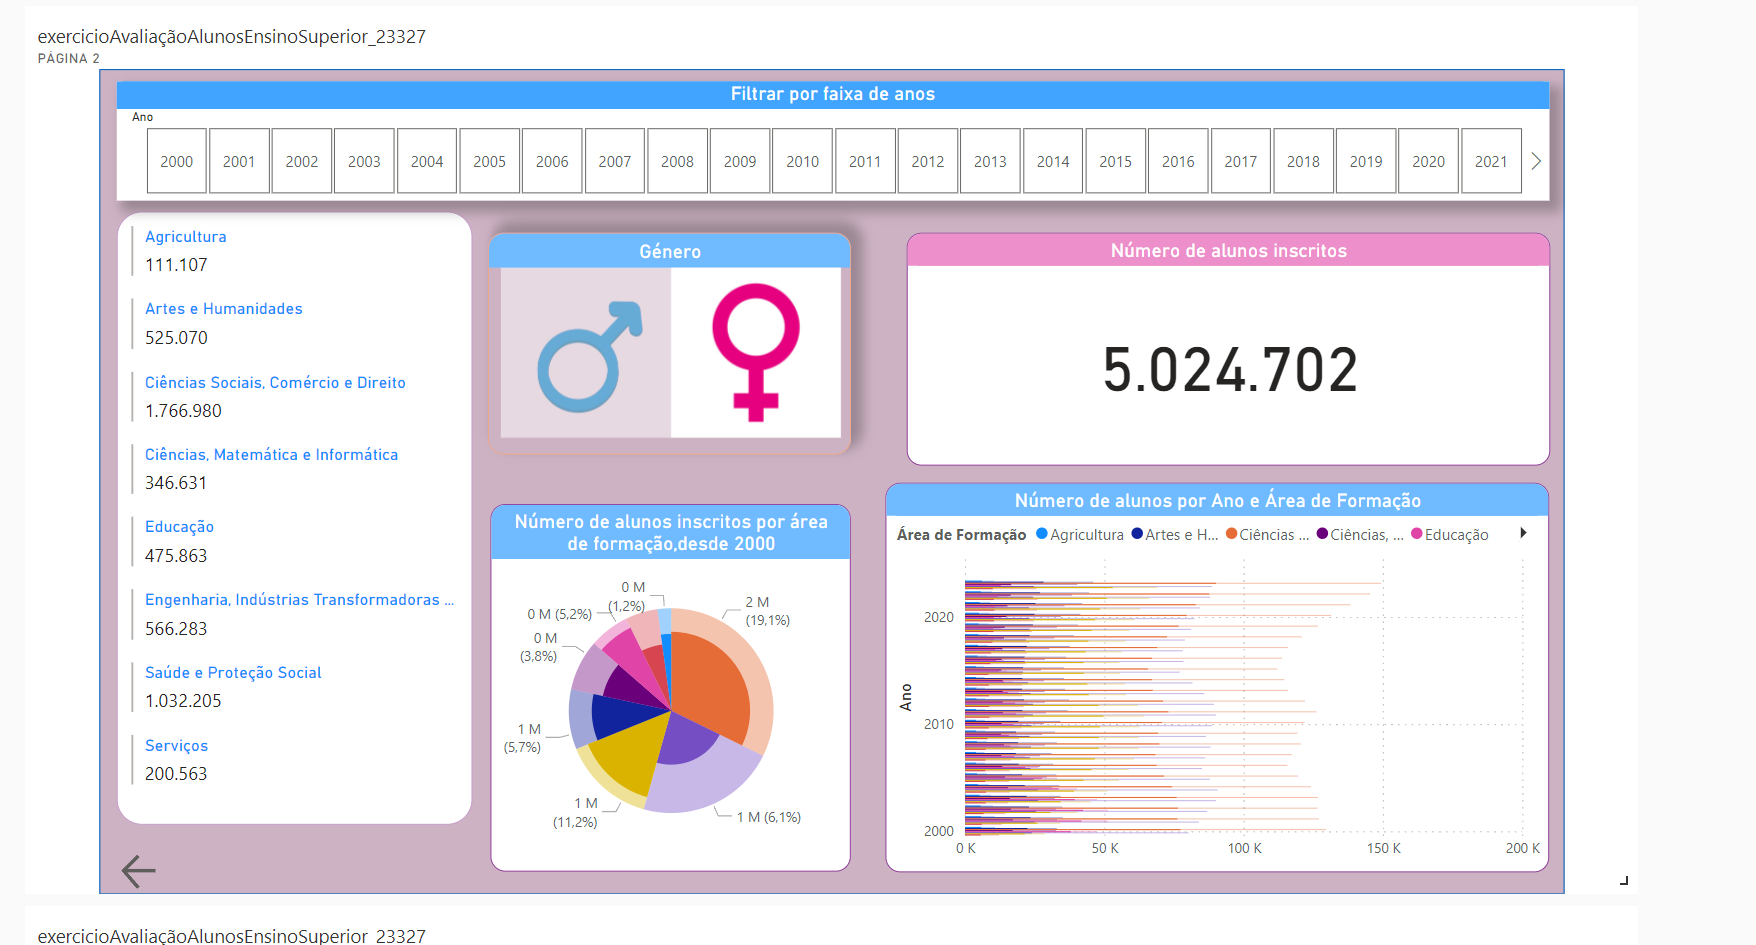 exercicioAvaliaçãoAlunosEnsinoSuperior_23327
PÁGINA 2
Filtrar por faixa de anos
Ano
2000 2001 2002 2003 2004 2005 2006 2007 2008 2009 2010 2011 2012 2013 2014 2015 2016 2017 2018 2019 2020 2021
Agricultura
111.107
Artes e Humanidades
525.070
Ciências Sociais, Comércio e Direito
1.766.980
Ciências, Matemática e Informática
346.631
Educação
475.863
Engenharia, Indústrias Transformadoras ...
566.283
Saúde e Proteção Social
1.032.205
Serviços
200.563
Género
Número de alunos inscritos
5.024.702
Número de alunos inscritos por área
de formação,desde 2000
0 M
(1,2%)
2 M
(19,1%)
0 M (5,2%)
0 M
(3,8%)
1 M
(5,7%)
1 M
(11,2%)
1 M (6,1%)
Número de alunos por Ano e Área de Formação
Área de Formação Agricultura Artes e H... Ciências ... Ciências, ... Educação
Ano
2020
2010
2000
0 K 50 K 100 K 150 K 200 K
exercicioAvaliaçãoAlunosEnsinoSuperior_23327